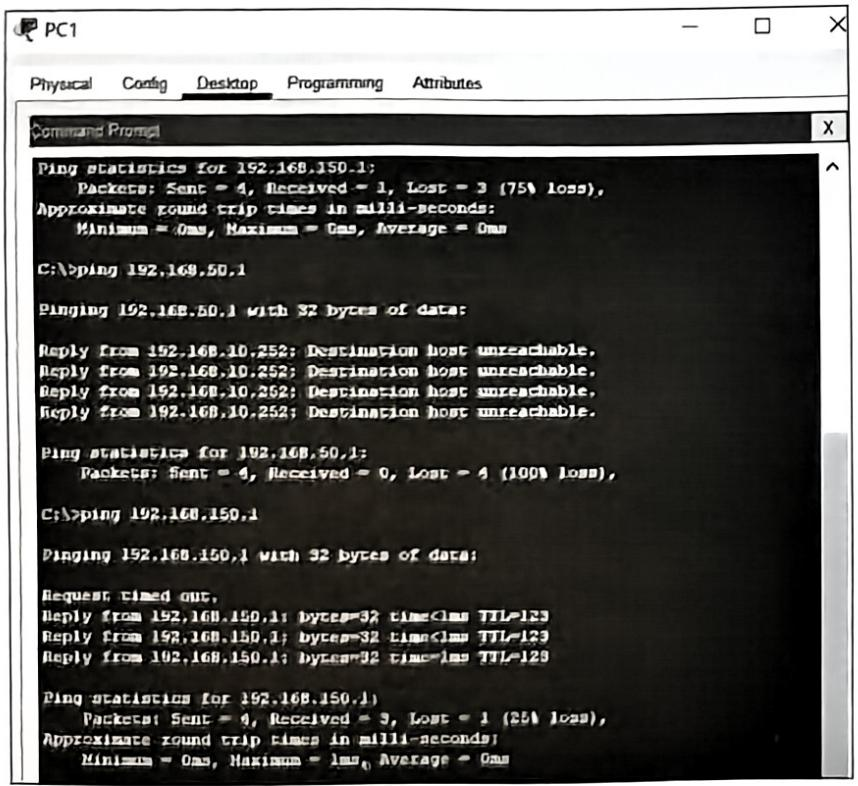 PC1
Physical Config Desktop Programming Attributes
Command Prompt
X
Ping statistics for 192.168.150.1:
Packets: Sent = 4, Received = 1, Lost = 3 (75% loss),
Approximate round trip times in milli-seconds:
Minimum = 0ms, Maximum = 0ms, Average = 0ms
C:\>ping 192.168.50.1
Pinging 192.168.50.1 with 32 bytes of data:
Reply from 192.168.10.252: Destination host unreachable.
Reply from 192.168.10.252: Destination host unreachable.
Reply from 192.168.10.252: Destination host unreachable.
Reply from 192.168.10.252: Destination host unreachable.
Ping statistics for 192.168.50.1:
Packets: Sent = 4, Received = 0, Lost = 4 (100% loss),
C:\>ping 192.168.150.1
Pinging 192.168.150.1 with 32 bytes of data:
Request timed out.
Reply from 192.168.150.1: bytes=32 time<1ms TTL=123
Reply from 192.168.150.1: bytes=32 time<1ms TTL=123
Reply from 192.168.150.1: bytes=32 time=1ms TTL=123
Ping statistics for 192.168.150.1:
Packets: Sent = 4, Received = 3, Lost = 1 (25% loss),
Approximate round trip times in milli-seconds:
Minimum = 0ms, Maximum = 1ms, Average = 0ms